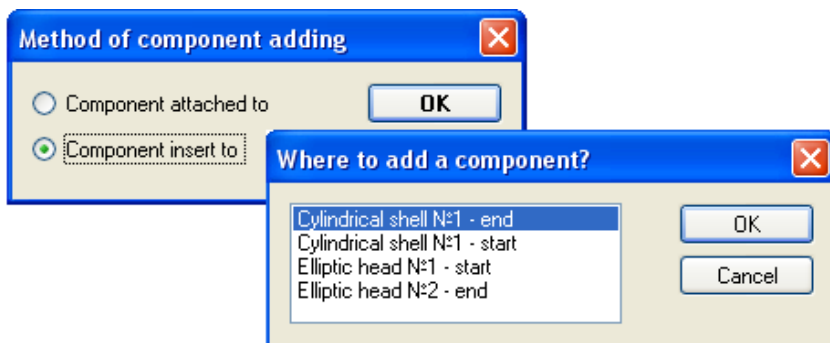 Method of component adding
Component attached to
OK
Component insert to
Where to add a component?
Cylindrical shell №1 - end
Cylindrical shell №1 - start
Elliptic head №1 - start
Elliptic head №2 - end
OK
Cancel